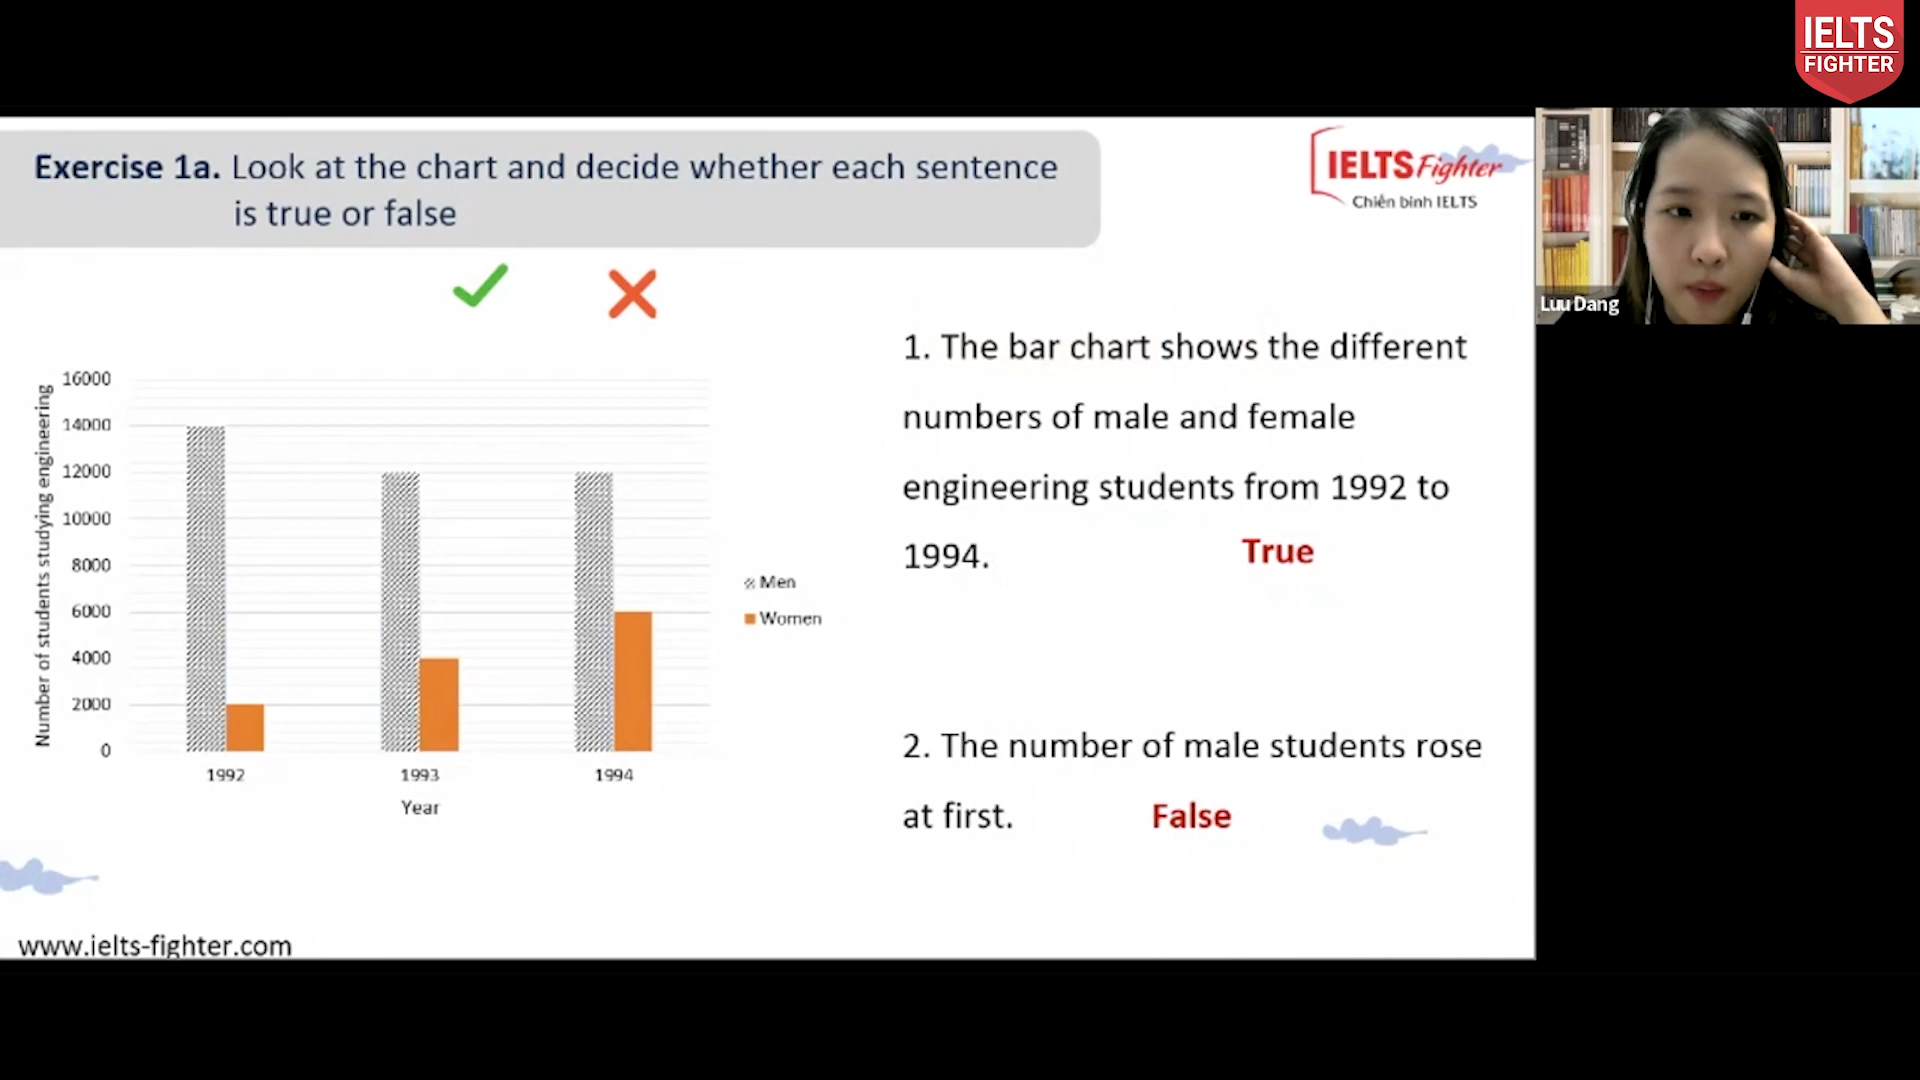 IELTS
FIGHTER
Exercise 1a. Look at the chart and decide whether each sentence
is true or false
IELTS Fighter
Chiến binh IELTS
Luu Dang
Number of students studying engineering
16000
14000
12000
10000
8000
6000
4000
2000
0
1992 1993 1994
Year
Men
Women
1. The bar chart shows the different
numbers of male and female
engineering students from 1992 to
1994. True
2. The number of male students rose
at first. False
www.ielts-fighter.com